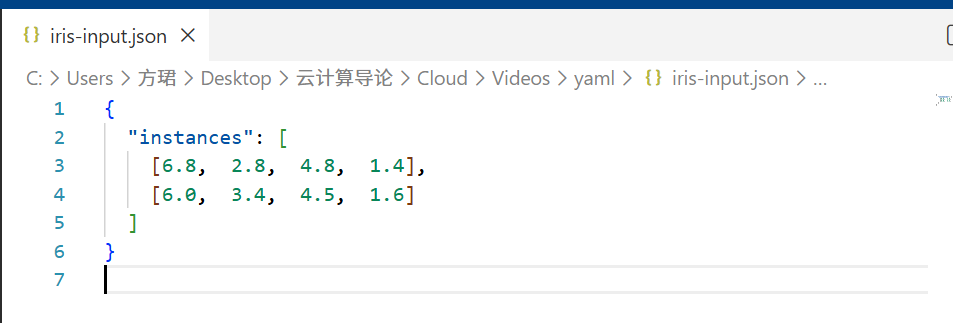 {} iris-input.json ×
C: > Users > 方珺 > Desktop > 云计算导论 > Cloud > Videos > yaml > {} iris-input.json > ...
1 {
2 "instances": [
3 [6.8, 2.8, 4.8, 1.4],
4 [6.0, 3.4, 4.5, 1.6]
5 ]
6 }
7